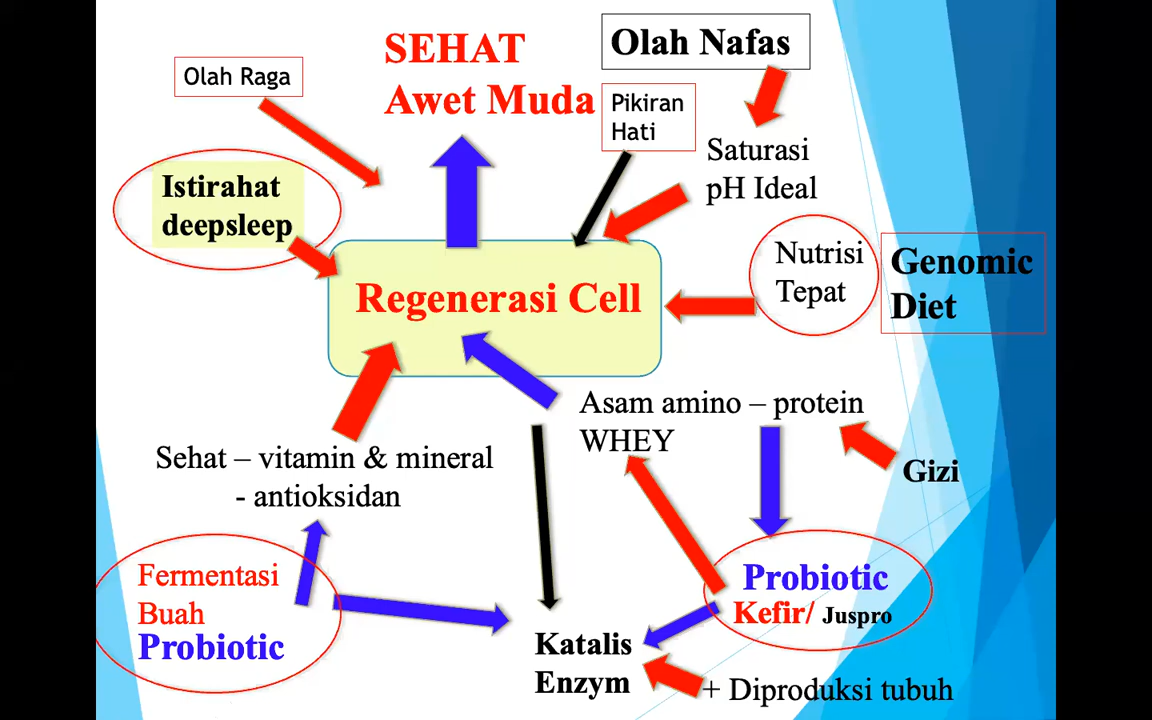 SEHAT
Awet Muda
Olah Nafas
Olah Raga
Pikiran
Hati
Saturasi
pH Ideal
Istirahat
deepsleep
Nutrisi
Tepat
Genomic
Diet
Regenerasi Cell
Asam amino – protein
WHEY
Gizi
Sehat – vitamin & mineral
- antioksidan
Fermentasi
Buah
Probiotic
Probiotic
Kefir/ Juspro
Katalis
Enzym
+ Diproduksi tubuh